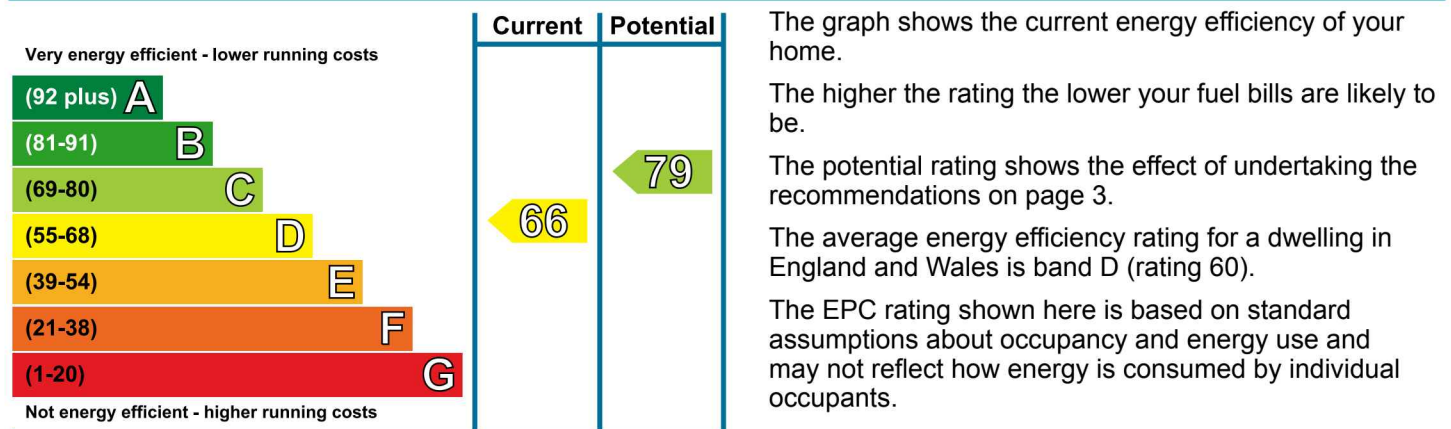 Current Potential
Very energy efficient - lower running costs
(92 plus) A
(81-91) B
(69-80) C
(55-68) D
(39-54) E
(21-38) F
(1-20) G
Not energy efficient - higher running costs
66
79
The graph shows the current energy efficiency of your
home.
The higher the rating the lower your fuel bills are likely to
be.
The potential rating shows the effect of undertaking the
recommendations on page 3.
The average energy efficiency rating for a dwelling in
England and Wales is band D (rating 60).
The EPC rating shown here is based on standard
assumptions about occupancy and energy use and
may not reflect how energy is consumed by individual
occupants.